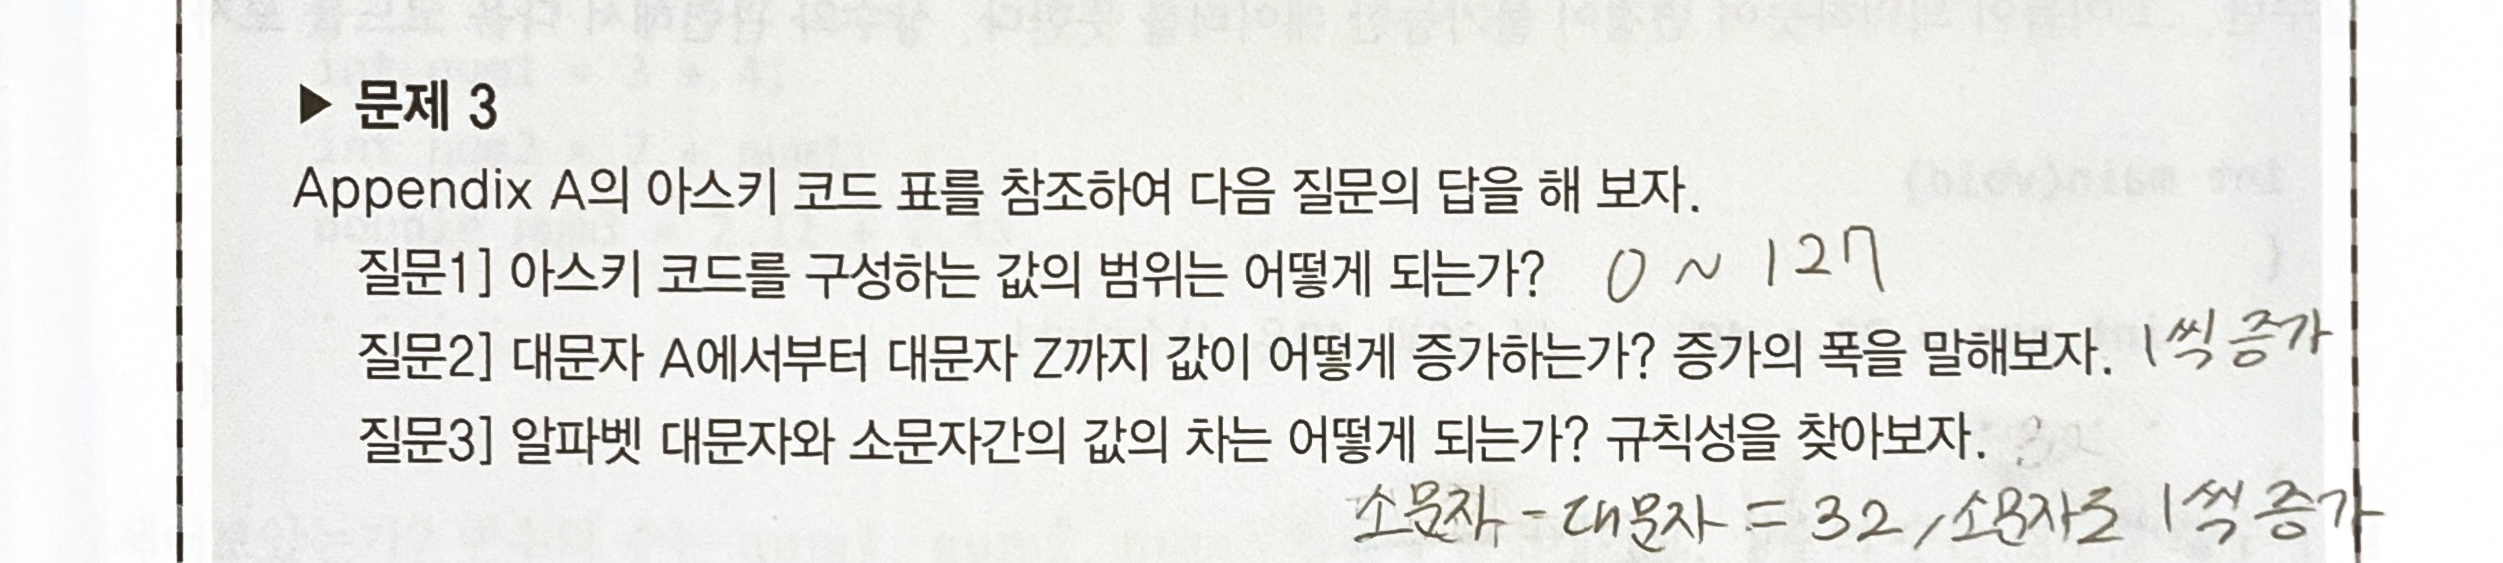 ▶ 문제 3
Appendix A의 아스키 코드 표를 참조하여 다음 질문의 답을 해 보자.
질문1] 아스키 코드를 구성하는 값의 범위는 어떻게 되는가? 0 ~ 127
질문2] 대문자 A에서부터 대문자 Z까지 값이 어떻게 증가하는가? 증가의 폭을 말해보자. 1씩 증가
질문3] 알파벳 대문자와 소문자간의 값의 차는 어떻게 되는가? 규칙성을 찾아보자. 32
소문자 - 대문자 = 32, 소문자도 1씩 증가